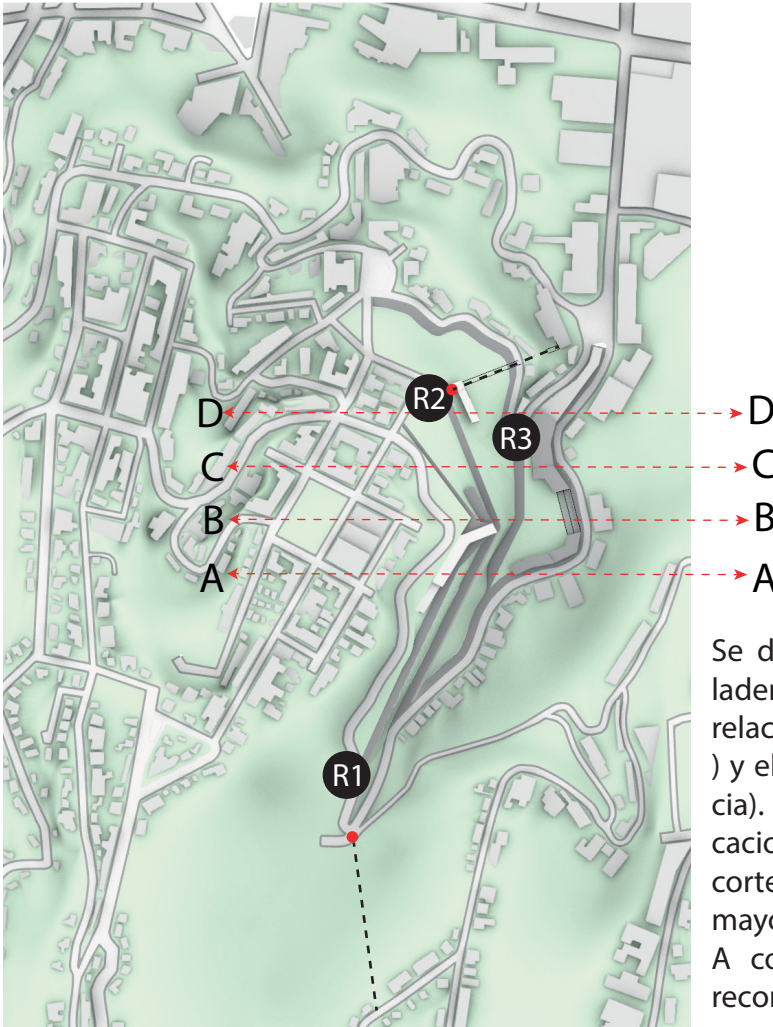 R2
R3
D D
C C
B B
A A
R1
Se d
lader
relac
) y el
cia).
cacio
corte
mayo
A co
recor